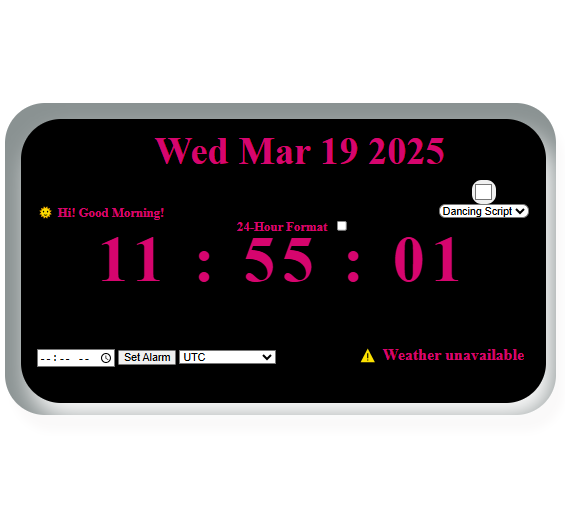 Wed Mar 19 2025
Hi! Good Morning!
Dancing Script
24-Hour Format
11 : 55 : 01
--:-- --
Set Alarm
UTC
Weather unavailable